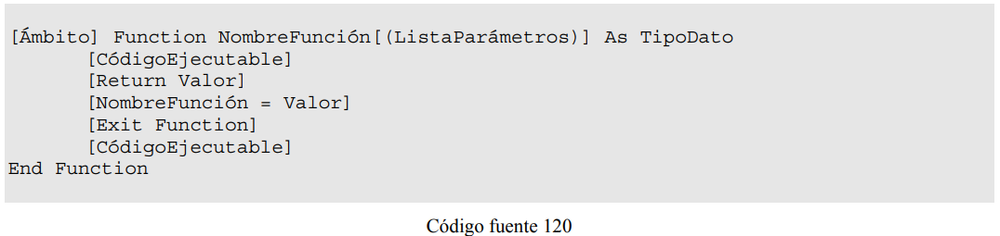 [Ámbito] Function NombreFunción[(ListaParámetros)] As TipoDato
[CódigoEjecutable]
[Return Valor]
[NombreFunción = Valor]
[Exit Function]
[CódigoEjecutable]
End Function
Código fuente 120